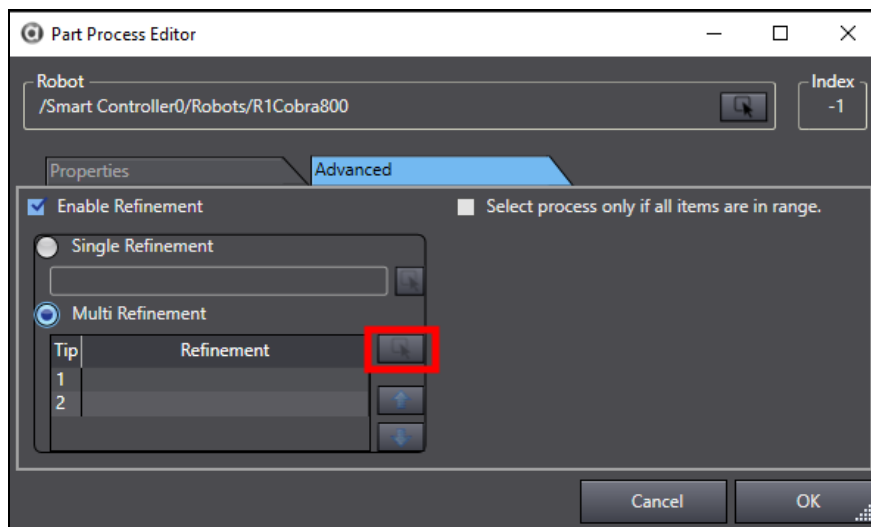 Part Process Editor
Robot
/Smart Controller0/Robots/R1Cobra800
Index
-1
Properties
Advanced
Enable Refinement
Select process only if all items are in range.
Single Refinement
Multi Refinement
Tip Refinement
1
2
Cancel
OK